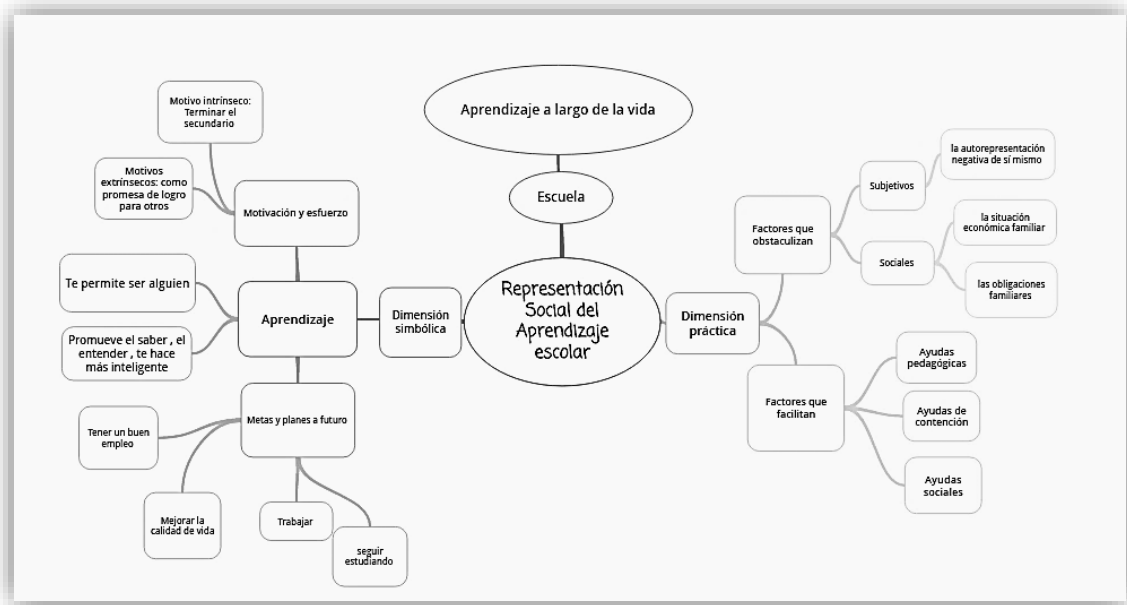 Aprendizaje a largo de la vida
Escuela
Representación
Social del
Aprendizaje
escolar
Dimensión
simbólica
Aprendizaje
Motivación y esfuerzo
Motivo intrínseco:
Terminar el
secundario
Motivos
extrínsecos: como
promesa de logro
para otros
Te permite ser alguien
Promueve el saber , el
entender , te hace
más inteligente
Metas y planes a futuro
Tener un buen
empleo
Mejorar la
calidad de vida
Trabajar
seguir
estudiando
Dimensión
práctica
Factores que
obstaculizan
Subjetivos
la autorepresentación
negativa de sí mismo
Sociales
la situación
económica familiar
las obligaciones
familiares
Factores que
facilitan
Ayudas
pedagógicas
Ayudas de
contención
Ayudas
sociales